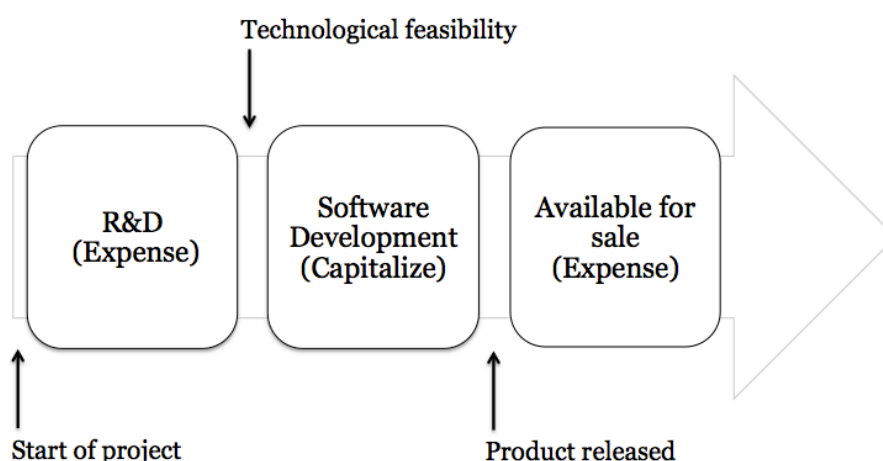 Technological feasibility
R&D
(Expense)
Software
Development
(Capitalize)
Available for
sale
(Expense)
Start of project
Product released